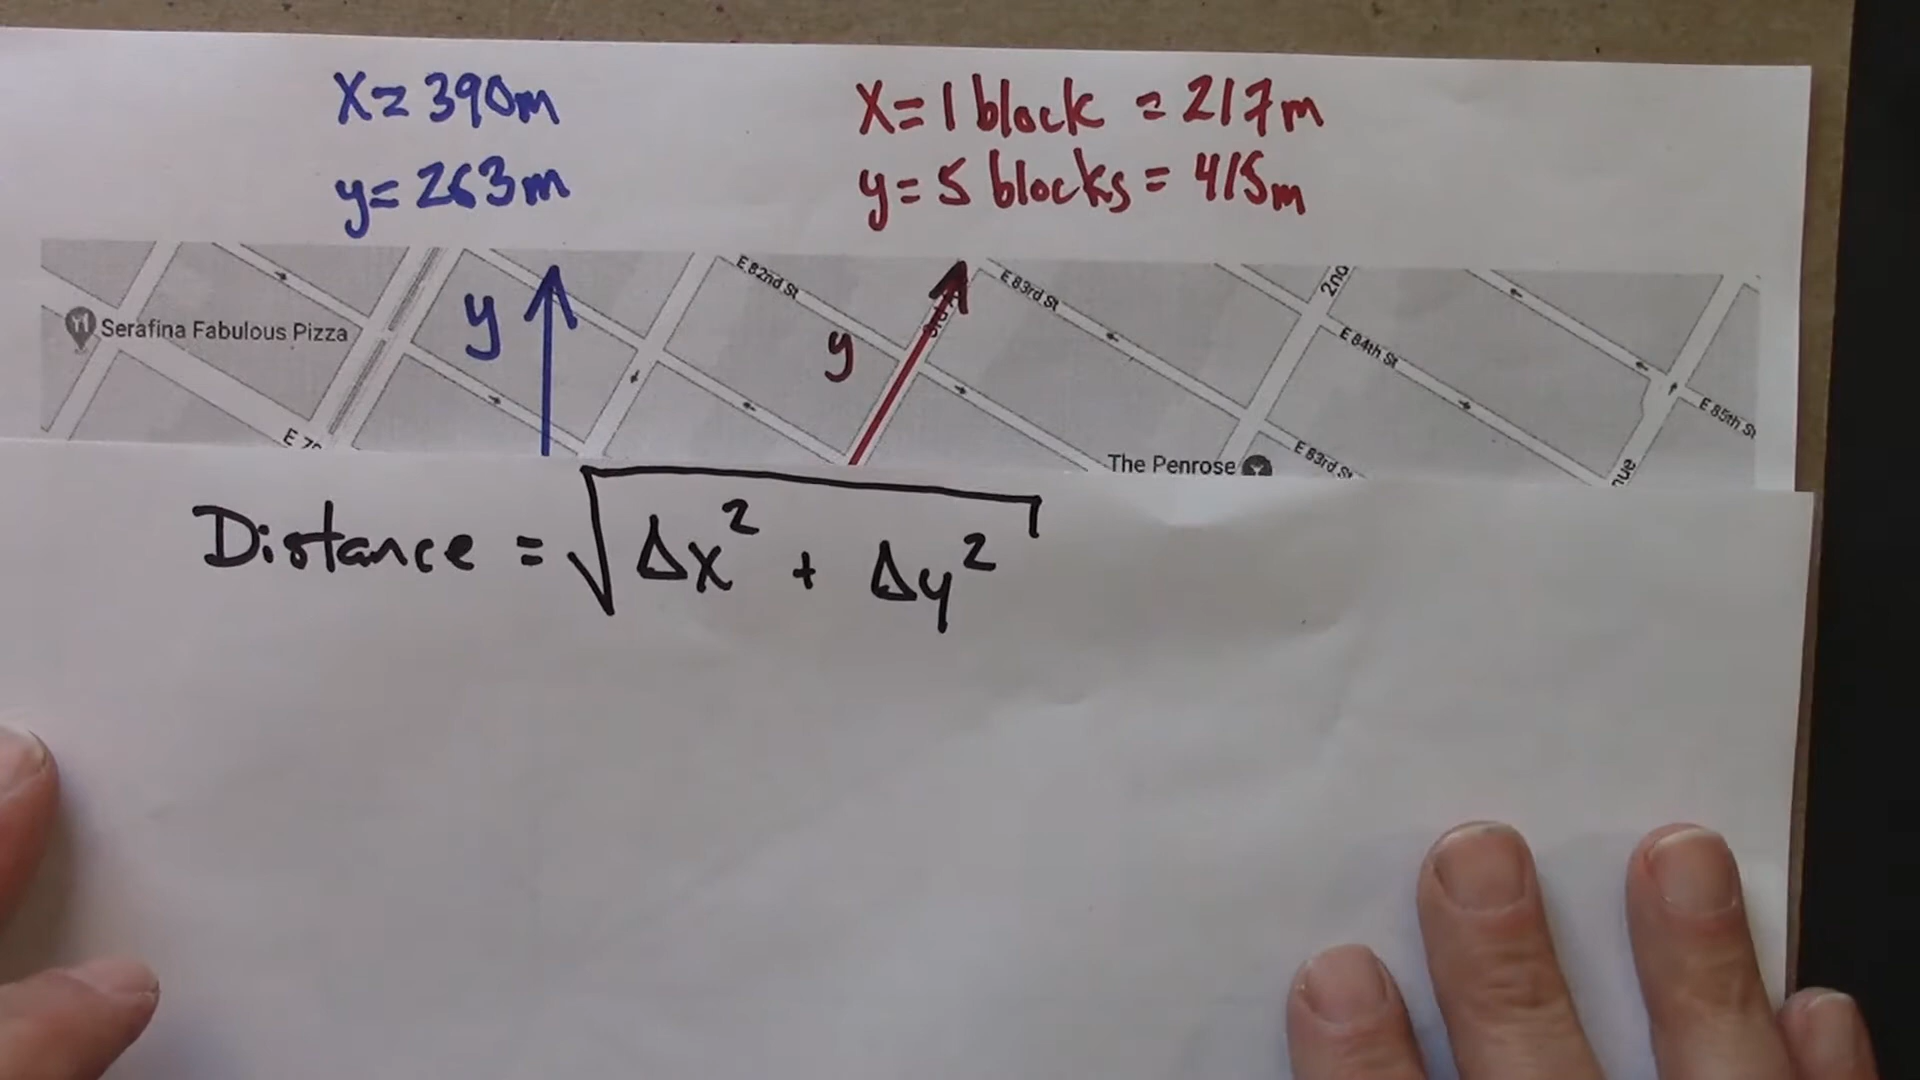 X = 390m
y = 263m
X = 1 block = 217m
y = 5 blocks = 415m
Serafina Fabulous Pizza
y
E 82nd St
y
E 83rd St
2nd
E 84th St
E 85th St
The Penrose
E 83rd St
Distance = √Δx² + Δy²